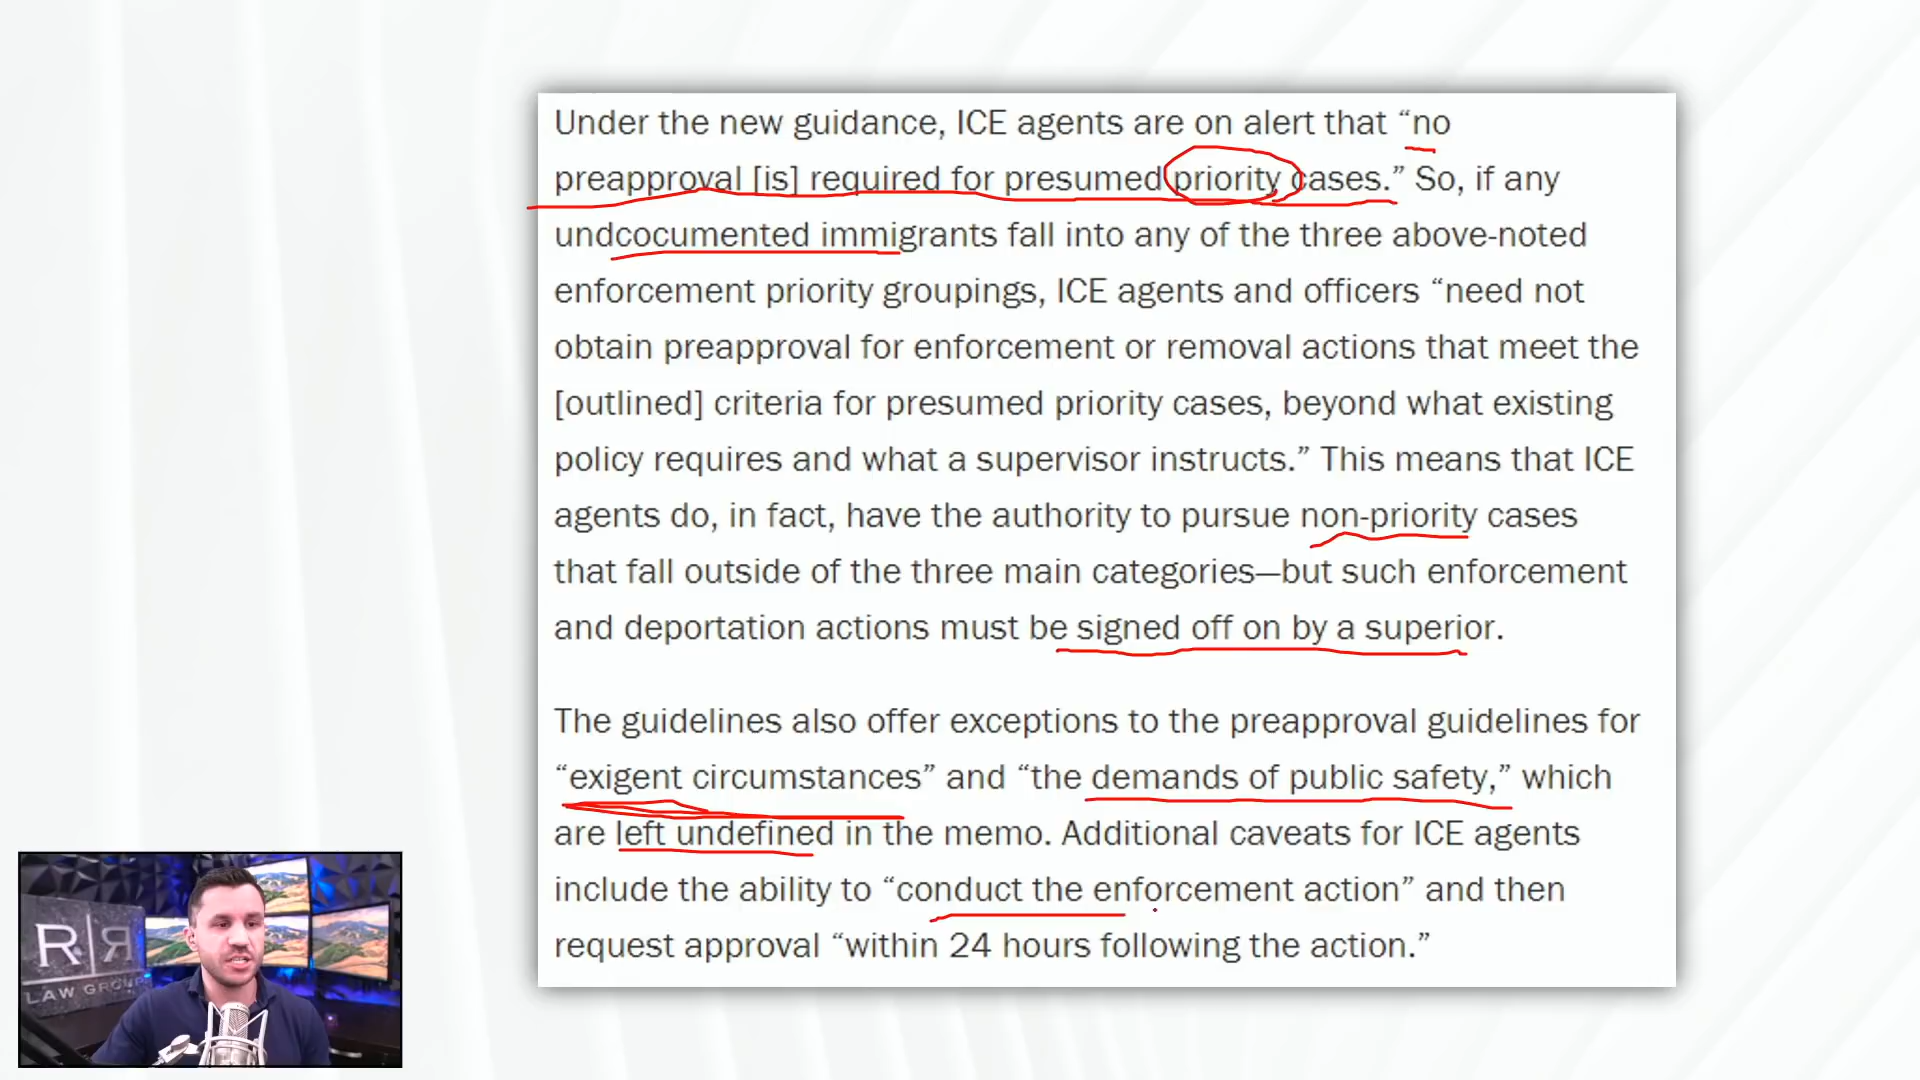 Under the new guidance, ICE agents are on alert that “no
preapproval [is] required for presumed priority cases.” So, if any
undcocumented immigrants fall into any of the three above-noted
enforcement priority groupings, ICE agents and officers “need not
obtain preapproval for enforcement or removal actions that meet the
[outlined] criteria for presumed priority cases, beyond what existing
policy requires and what a supervisor instructs.” This means that ICE
agents do, in fact, have the authority to pursue non-priority cases
that fall outside of the three main categories—but such enforcement
and deportation actions must be signed off on by a superior.
The guidelines also offer exceptions to the preapproval guidelines for
“exigent circumstances” and “the demands of public safety,” which
are left undefined in the memo. Additional caveats for ICE agents
include the ability to “conduct the enforcement action” and then
request approval “within 24 hours following the action.”
R|R
LAW GROUP